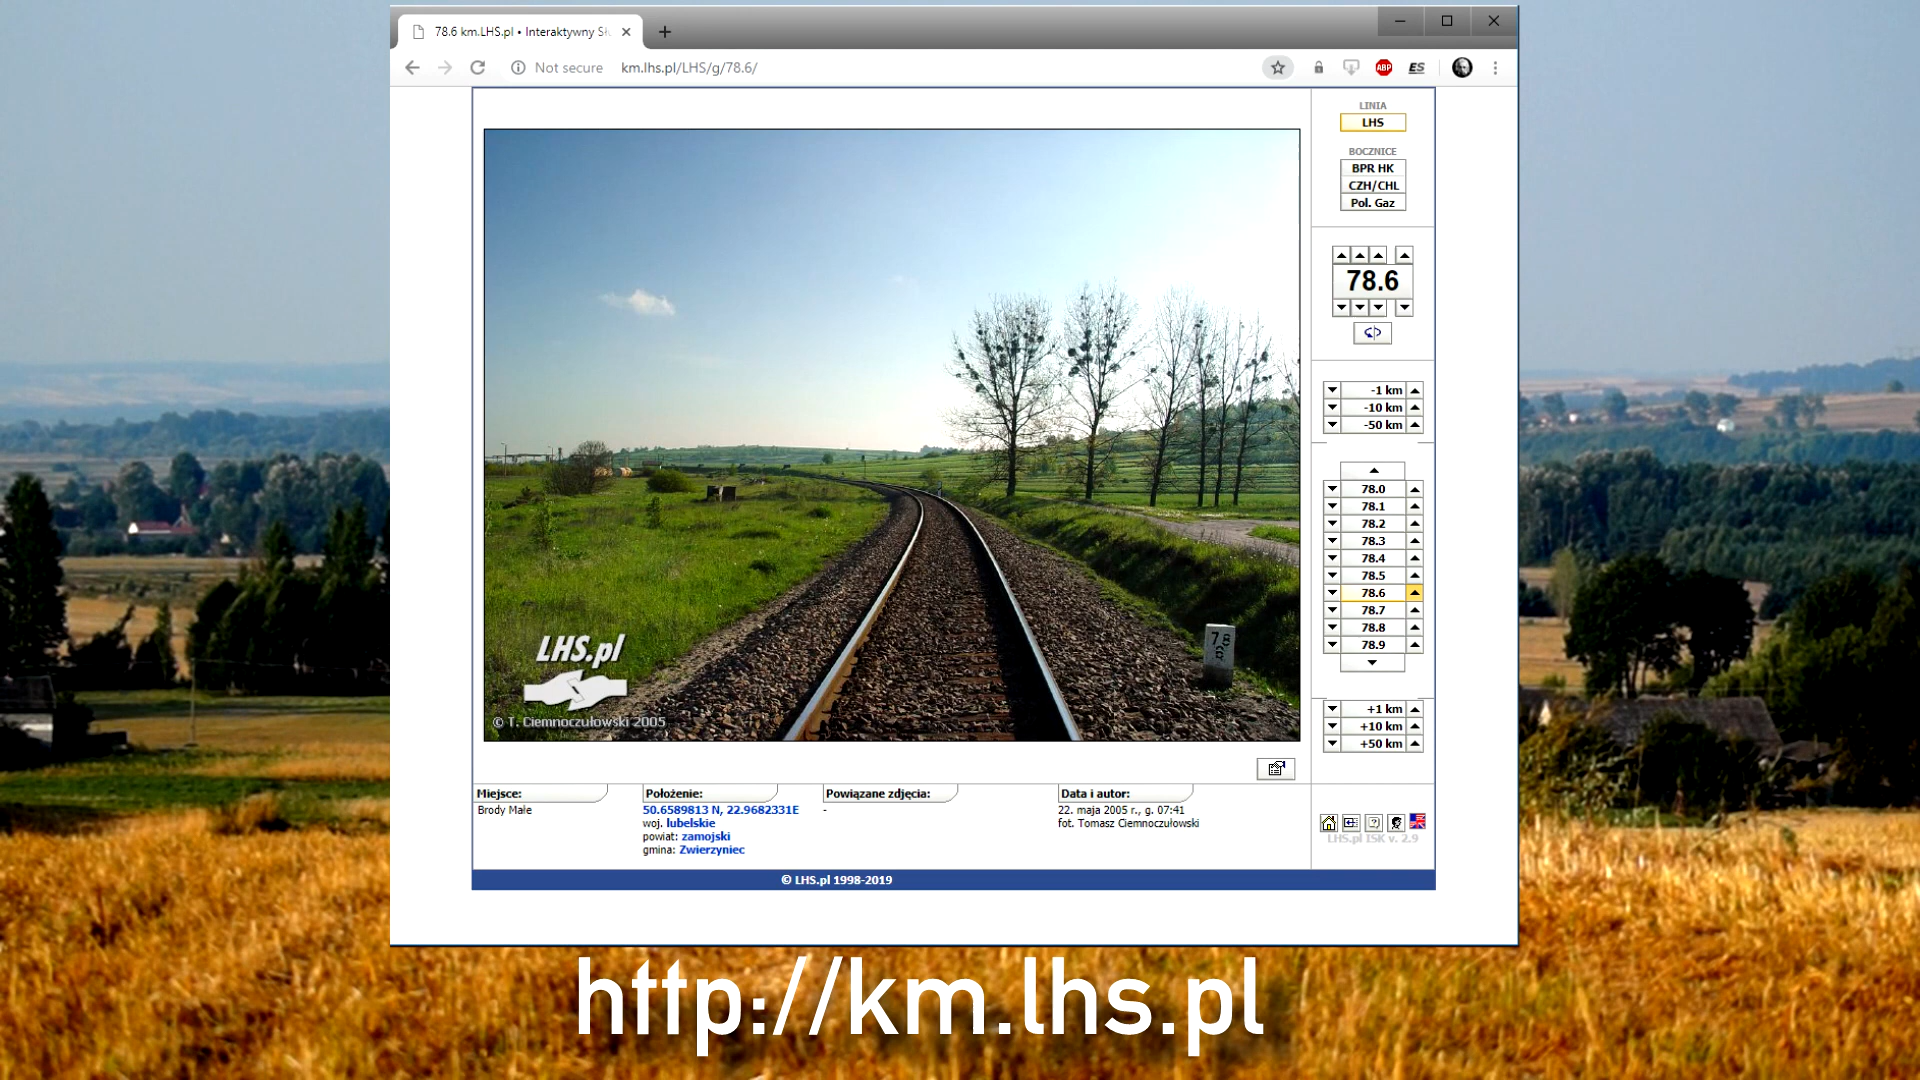 78.6 km.LHS.pl • Interaktywny Sł
Not secure
km.lhs.pl/LHS/g/78.6/
ABP
ES
LINIA
LHS
BOCZNICE
BPR HK
CZH/CHL
Pol. Gaz
78.6
-1 km
-10 km
-50 km
78.0
78.1
78.2
78.3
78.4
78.5
78.6
78.7
78.8
78.9
+1 km
+10 km
+50 km
78
LHS.pl
© T. Ciemnoczułowski 2005
Miejsce:
Brody Małe
Położenie:
50.6589813 N, 22.9682331E
woj. lubelskie
powiat: zamojski
gmina: Zwierzyniec
Powiązane zdjęcia:
-
Data i autor:
22. maja 2005 r., g. 07:41
fot. Tomasz Ciemnoczułowski
LHS.pl ISK v. 2.9
© LHS.pl 1998-2019
http://km.lhs.pl